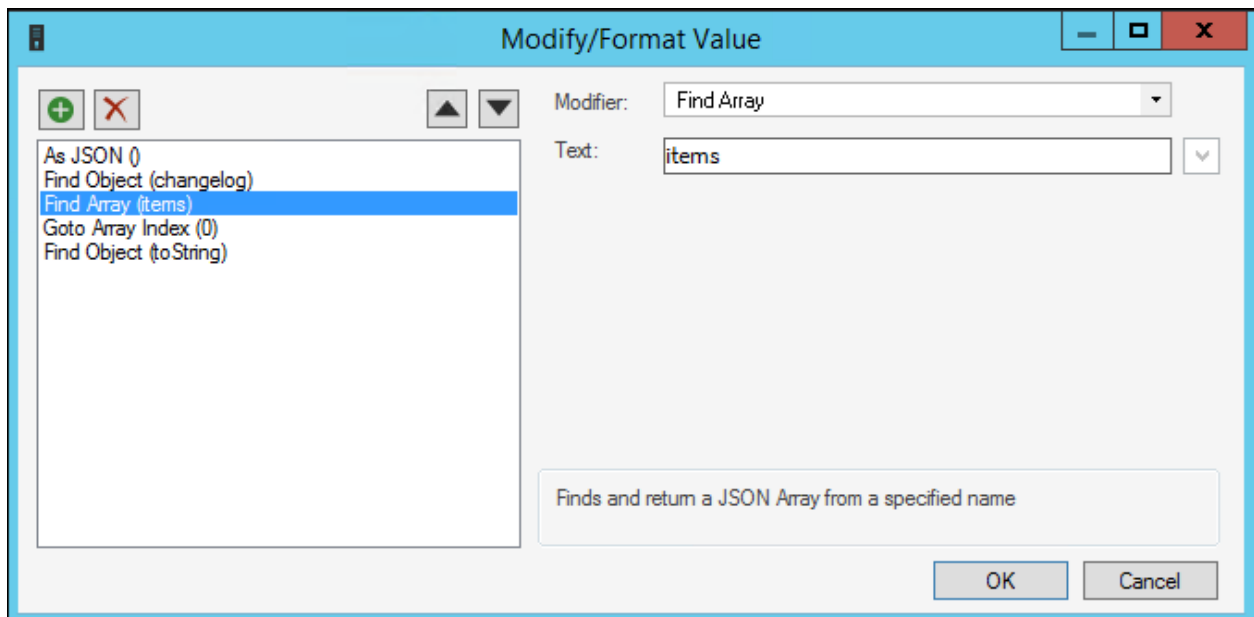 Modify/Format Value
As JSON ()
Find Object (changelog)
Find Array (items)
Goto Array Index (0)
Find Object (toString)
Modifier: Find Array
Text: items
Finds and return a JSON Array from a specified name
OK Cancel